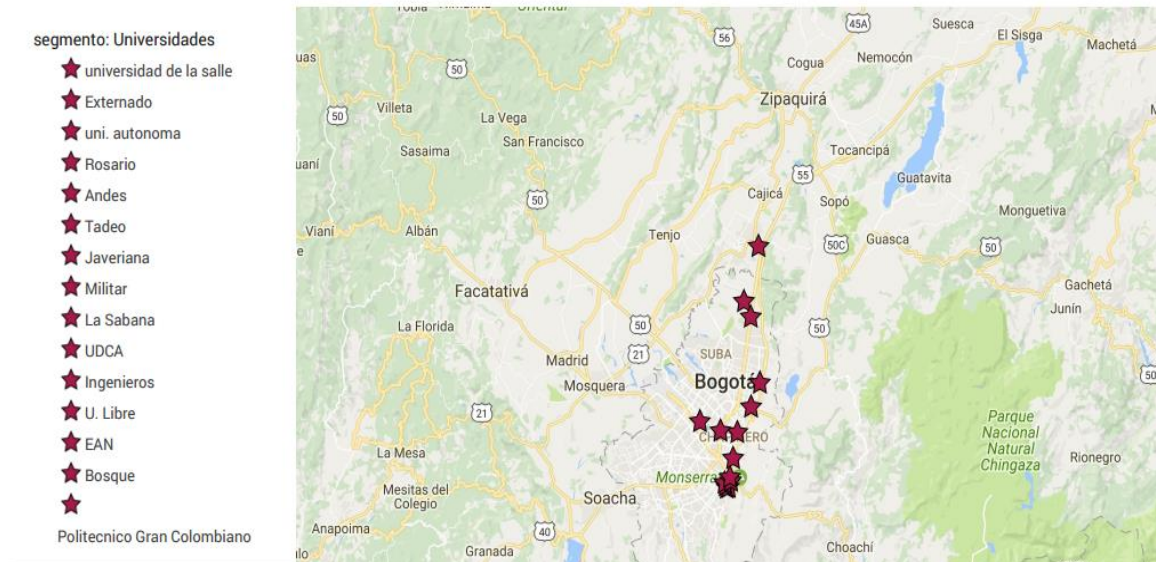 segmento: Universidades
universidad de la salle
Externado
uni. autonoma
Rosario
Andes
Tadeo
Javeriana
Militar
La Sabana
UDCA
Ingenieros
U. Libre
EAN
Bosque
Politecnico Gran Colombiano
Oriental
45A
Suesca
56
El Sisga
Machetá
Cogua
Nemocón
50
Zipaquirá
Villeta
50
La Vega
Sasaima
San Francisco
Tocancipá
55
Guatavita
Cajicá
50
Sopó
Monguetiva
Vianí
Albán
Tenjo
50C
Guasca
50
Gachetá
Facatativá
Junín
La Florida
50
50
SUBA
21
Madrid
Bogotá
50
Mosquera
21
Parque
Nacional
Natural
Chingaza
La Mesa
Rionegro
Mesitas del
Colegio
Soacha
Anapoima
40
Granada
Choachí